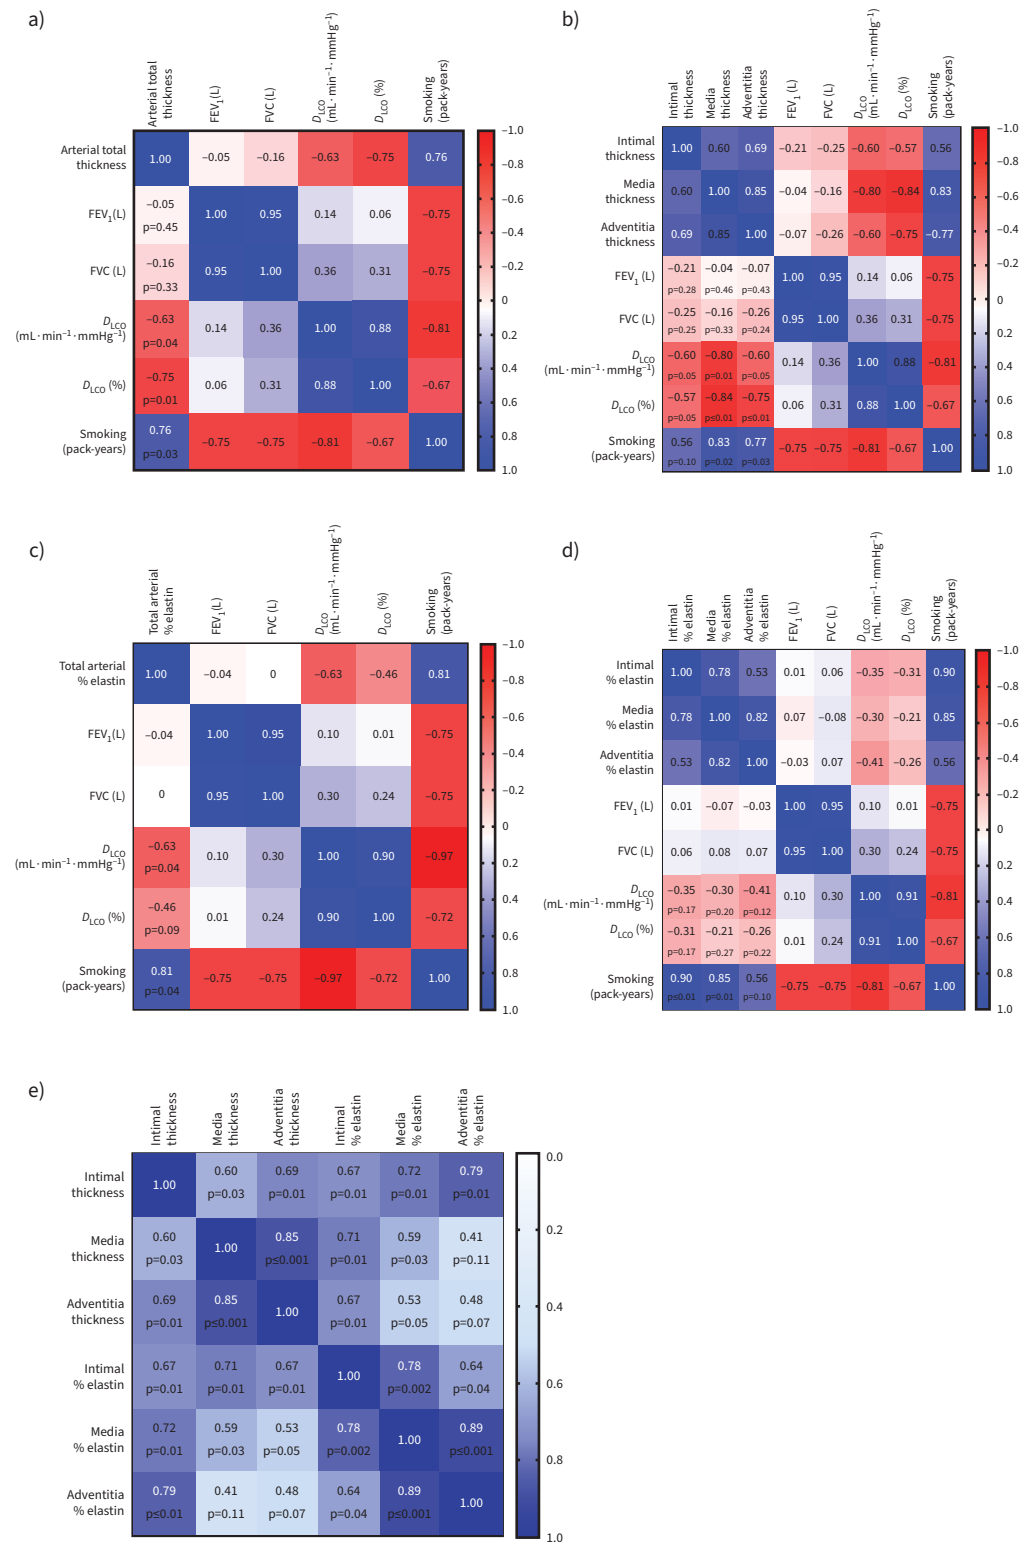 a)
Arterial total
thickness
FEV1(L)
FVC (L)
DLCO
(mL·min−1·mmHg−1)
DLCO (%)
Smoking
(pack-years)
Arterial total
thickness
1.00 −0.05 −0.16 −0.63 −0.75 0.76
FEV1(L)
−0.05
p=0.45
1.00 0.95 0.14 0.06 −0.75
FVC (L)
−0.16
p=0.33
0.95 1.00 0.36 0.31 −0.75
DLCO
(mL·min−1·mmHg−1)
−0.63
p=0.04
0.14 0.36 1.00 0.88 −0.81
DLCO (%)
−0.75
p=0.01
0.06 0.31 0.88 1.00 −0.67
Smoking
(pack-years)
0.76
p=0.03
−0.75 −0.75 −0.81 −0.67 1.00
−1.0
−0.8
−0.6
−0.4
−0.2
0
0.2
0.4
0.6
0.8
1.0
b)
Intimal
thickness
Media
thickness
Adventitia
thickness
FEV1 (L)
FVC (L)
DLCO
(mL·min−1·mmHg−1)
DLCO (%)
Smoking
(pack-years)
Intimal
thickness
1.00 0.60 0.69 −0.21 −0.25 −0.60 −0.57 0.56
Media
thickness
0.60 1.00 0.85 −0.04 −0.16 −0.80 −0.84 0.83
Adventitia
thickness
0.69 0.85 1.00 −0.07 −0.26 −0.60 −0.75 −0.77
FEV1 (L)
−0.21 −0.04 −0.07
p=0.28 p=0.46 p=0.43
1.00 0.95 0.14 0.06 −0.75
FVC (L)
−0.25 −0.16 −0.26
p=0.25 p=0.33 p=0.24
0.95 1.00 0.36 0.31 −0.75
DLCO
(mL·min−1·mmHg−1)
−0.60 −0.80 −0.60
p=0.05 p=0.01 p=0.05
0.14 0.36 1.00 0.88 −0.81
DLCO (%)
−0.57 −0.84 −0.75
p=0.05 p≤0.01 p≤0.01
0.06 0.31 0.88 1.00 −0.67
Smoking
(pack-years)
0.56 0.83 0.77
p=0.10 p=0.02 p=0.03
−0.75 −0.75 −0.81 −0.67 1.00
−1.0
−0.8
−0.6
−0.4
−0.2
0
0.2
0.4
0.6
0.8
1.0
c)
Total arterial
% elastin
FEV1(L)
FVC (L)
DLCO
(mL·min−1·mmHg−1)
DLCO (%)
Smoking
(pack-years)
Total arterial
% elastin
1.00 −0.04 0 −0.63 −0.46 0.81
FEV1(L)
−0.04 1.00 0.95 0.10 0.01 −0.75
FVC (L)
0 0.95 1.00 0.30 0.24 −0.75
DLCO
(mL·min−1·mmHg−1)
−0.63
p=0.04
0.10 0.30 1.00 0.90 −0.97
DLCO (%)
−0.46
p=0.09
0.01 0.24 0.90 1.00 −0.72
Smoking
(pack-years)
0.81
p=0.04
−0.75 −0.75 −0.97 −0.72 1.00
−1.0
−0.8
−0.6
−0.4
−0.2
0
0.2
0.4
0.6
0.8
1.0
d)
Intimal
% elastin
Media
% elastin
Adventitia
% elastin
FEV1 (L)
FVC (L)
DLCO
(mL·min−1·mmHg−1)
DLCO (%)
Smoking
(pack-years)
Intimal
% elastin
1.00 0.78 0.53 0.01 0.06 −0.35 −0.31 0.90
Media
% elastin
0.78 1.00 0.82 0.07 −0.08 −0.30 −0.21 0.85
Adventitia
% elastin
0.53 0.82 1.00 −0.03 0.07 −0.41 −0.26 0.56
FEV1 (L)
0.01 −0.07 −0.03 1.00 0.95 0.10 0.01 −0.75
FVC (L)
0.06 0.08 0.07 0.95 1.00 0.30 0.24 −0.75
DLCO
(mL·min−1·mmHg−1)
−0.35 −0.30 −0.41
p=0.17 p=0.20 p=0.12
0.10 0.30 1.00 0.91 −0.81
DLCO (%)
−0.31 −0.21 −0.26
p=0.17 p=0.27 p=0.22
0.01 0.24 0.91 1.00 −0.67
Smoking
(pack-years)
0.90 0.85 0.56
p≤0.01 p=0.01 p=0.10
−0.75 −0.75 −0.81 −0.67 1.00
−1.0
−0.8
−0.6
−0.4
−0.2
0
0.2
0.4
0.6
0.8
1.0
e)
Intimal
thickness
Media
thickness
Adventitia
thickness
Intimal
% elastin
Media
% elastin
Adventitia
% elastin
Intimal
thickness
1.00 0.60 0.69 0.67 0.72 0.79
p=0.03 p=0.01 p=0.01 p=0.01 p=0.01
Media
thickness
0.60 1.00 0.85 0.71 0.59 0.41
p=0.03 p≤0.001 p=0.01 p=0.03 p=0.11
Adventitia
thickness
0.69 0.85 1.00 0.67 0.53 0.48
p=0.01 p≤0.001 p=0.01 p=0.05 p=0.07
Intimal
% elastin
0.67 0.71 0.67 1.00 0.78 0.64
p=0.01 p=0.01 p=0.01 p=0.002 p=0.04
Media
% elastin
0.72 0.59 0.53 0.78 1.00 0.89
p=0.01 p=0.03 p=0.05 p=0.002 p≤0.001
Adventitia
% elastin
0.79 0.41 0.48 0.64 0.89 1.00
p≤0.01 p=0.11 p=0.07 p=0.04 p≤0.001
0.0
0.2
0.4
0.6
0.8
1.0